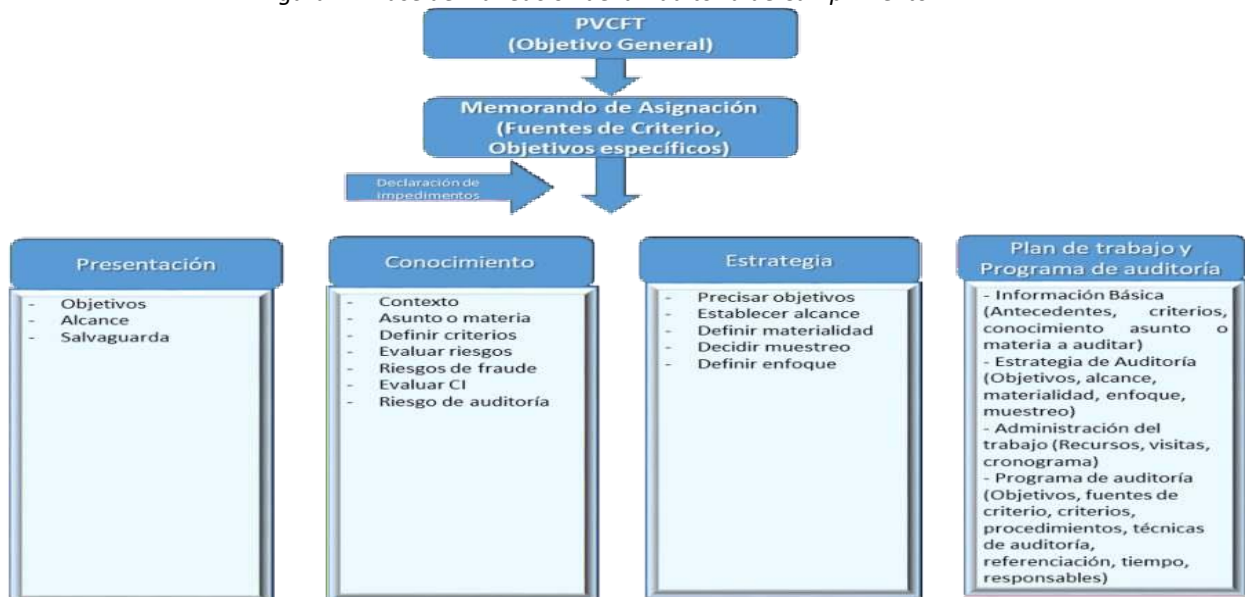 PVCFT
(Objetivo General)
Memorando de Asignación
(Fuentes de Criterio,
Objetivos específicos)
Declaración de
impedimentos
Presentación
- Objetivos
- Alcance
- Salvaguarda
Conocimiento
- Contexto
- Asunto o materia
- Definir criterios
- Evaluar riesgos
- Riesgos de fraude
- Evaluar CI
- Riesgo de auditoría
Estrategia
- Precisar objetivos
- Establecer alcance
- Definir materialidad
- Decidir muestreo
- Definir enfoque
Plan de trabajo y
Programa de auditoría
- Información Básica
(Antecedentes, criterios,
conocimiento asunto o
materia a auditar)
- Estrategia de Auditoría
(Objetivos, alcance,
materialidad, enfoque,
muestreo)
- Administración del
trabajo (Recursos, visitas,
cronograma)
- Programa de auditoría
(Objetivos, fuentes de
criterio, criterios,
procedimientos, técnicas
de auditoría,
referenciación, tiempo,
responsables)